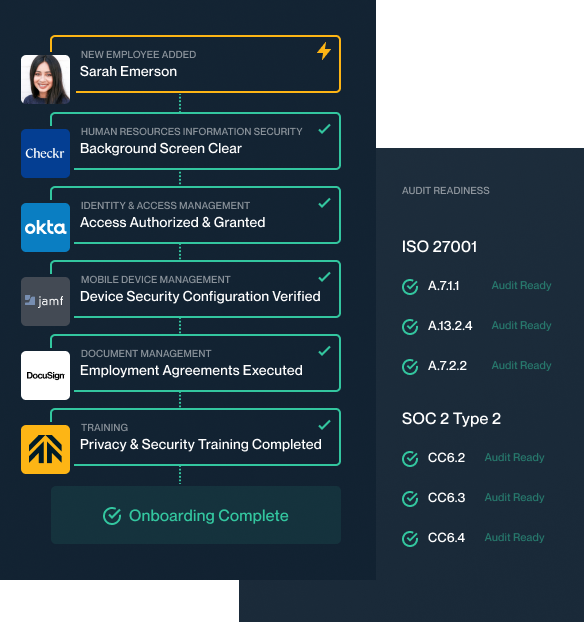 NEW EMPLOYEE ADDED
Sarah Emerson
Checkr
HUMAN RESOURCES INFORMATION SECURITY
Background Screen Clear
okta
IDENTITY & ACCESS MANAGEMENT
Access Authorized & Granted
jamf
MOBILE DEVICE MANAGEMENT
Device Security Configuration Verified
DocuSign
DOCUMENT MANAGEMENT
Employment Agreements Executed
TRAINING
Privacy & Security Training Completed
Onboarding Complete
AUDIT READINESS
ISO 27001
A.7.1.1 Audit Ready
A.13.2.4 Audit Ready
A.7.2.2 Audit Ready
SOC 2 Type 2
CC6.2 Audit Ready
CC6.3 Audit Ready
CC6.4 Audit Ready